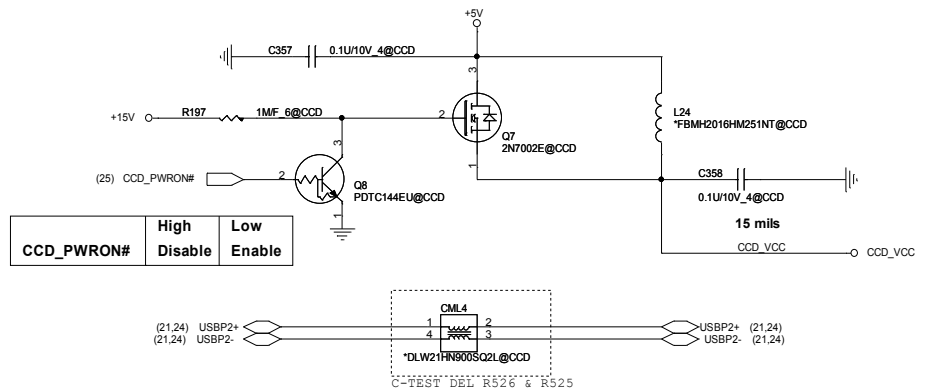 +5V
C357 0.1U/10V_4@CCD
3
+15V R197 1M/F_6@CCD
2
Q7
2N7002E@CCD
L24
*FBMH2016HM251NT@CCD
3
1
(25) CCD_PWRON# 2
Q8
PDTC144EU@CCD
1
C358
0.1U/10V_4@CCD
15 mils
CCD_VCC
CCD_VCC
High Low
CCD_PWRON# Disable Enable
CML4
(21,24) USBP2+ 1 2 USBP2+ (21,24)
(21,24) USBP2- 4 3 USBP2- (21,24)
*DLW21HN900SQ2L@CCD
C-TEST DEL R526 & R525